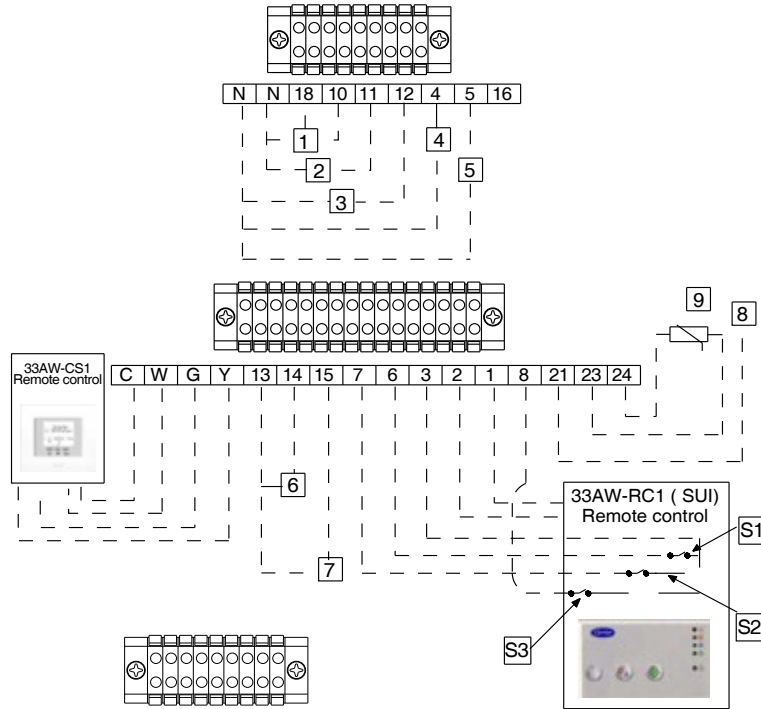 N N 18 10 11 12 4 5 16
1
4
2
5
3
9
8
33AW-CS1
Remote control
C W G Y 13 14 15 7 6 3 2 1 8 21 23 24
6
33AW-RC1 ( SUI)
Remote control
S1
7
S2
S3